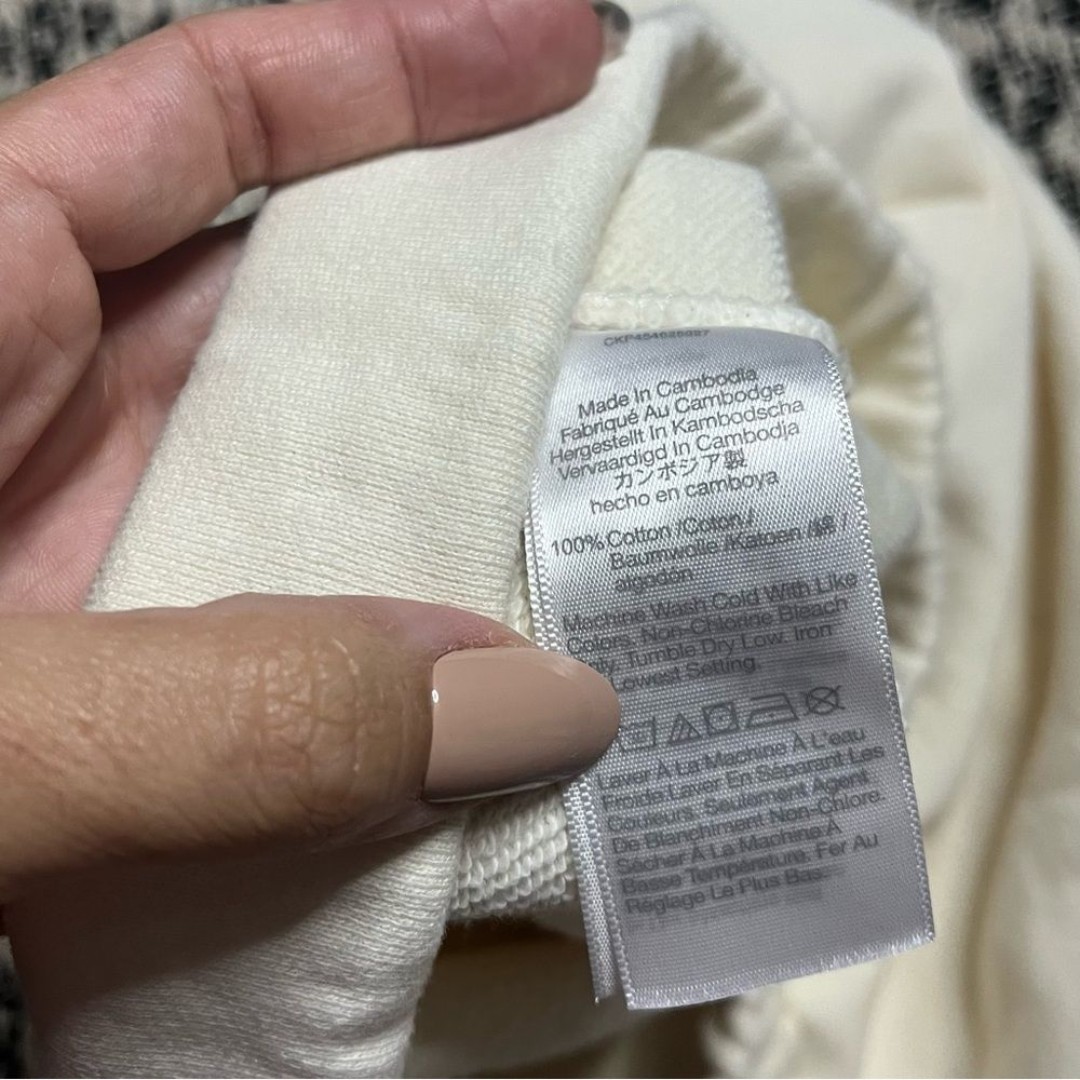 Made In Cambodia
Fabriqué Au Cambodge
Hergestellt In Kambodscha
Vervaardigd In Cambodja
カンボジア製
hecho en camboya
100% Cotton /Coton /
Baumwolle /Katoen /綿 /
algodón
Machine Wash Cold With Like
Colors, Non-Chlorine Bleach
Tumble Dry Low. Iron
Lowest Setting.
Laver À La Machine À L'eau
Froide.Laver En Séparant Les
Couleurs. Seulement Agent
De Blanchiment Non-Chlore.
Sécher À La Machine À
Basse Température. Fer Au
Réglage Le Plus Bas.